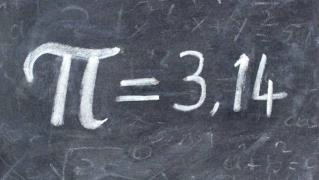 π = 3,14